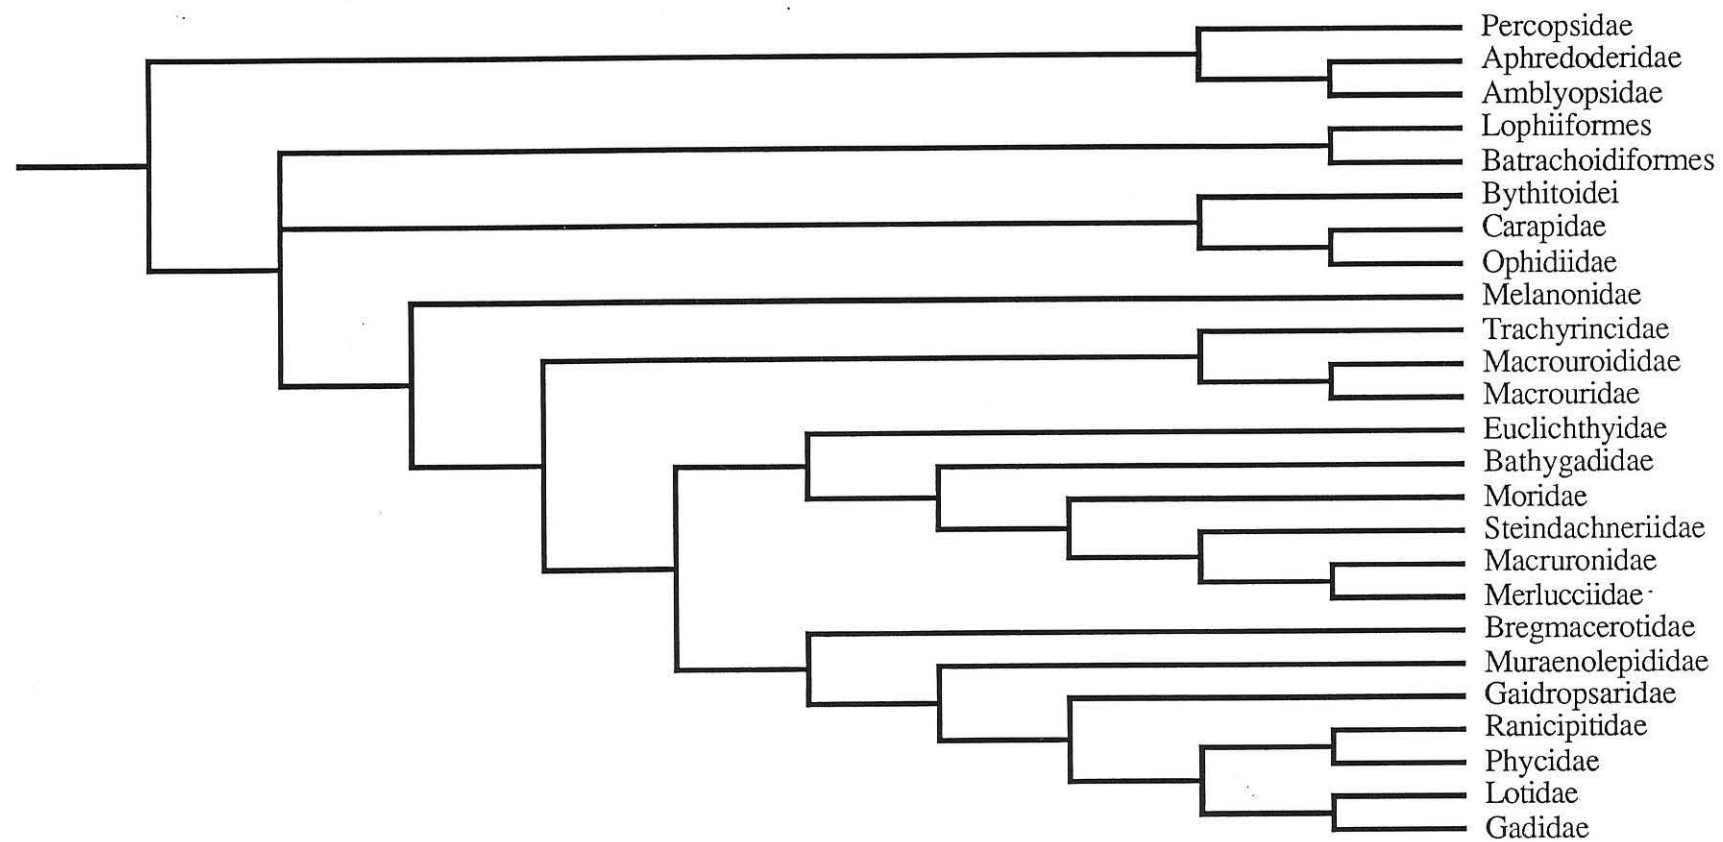 Percopsidae
Aphredoderidae
Amblyopsidae
Lophiiformes
Batrachoidiformes
Bythitoidei
Carapidae
Ophidiidae
Melanonidae
Trachyrincidae
Macrouroididae
Macrouridae
Euclichthyidae
Bathygadidae
Moridae
Steindachneriidae
Macruronidae
Merlucciidae
Bregmacerotidae
Muraenolepididae
Gaidropsaridae
Ranicipitidae
Phycidae
Lotidae
Gadidae